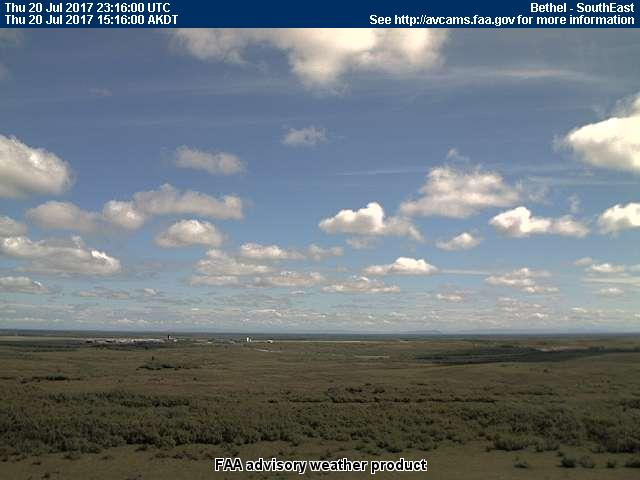 Thu 20 Jul 2017 23:16:00 UTC Bethel - SouthEast
Thu 20 Jul 2017 15:16:00 AKDT See http://avcams.faa.gov for more information
FAA advisory weather product